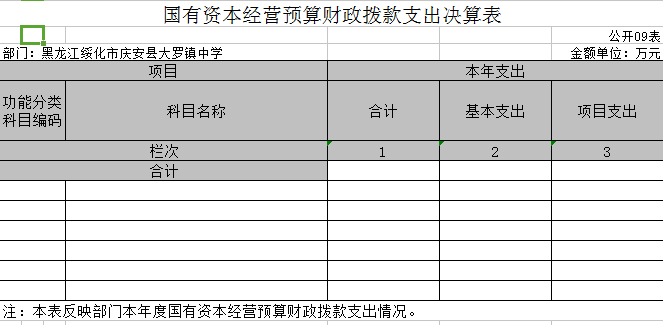 国有资本经营预算财政拨款支出决算表
公开09表
部门：黑龙江绥化市庆安县大罗镇中学 金额单位：万元
项目 本年支出
功能分类科目编码 科目名称 合计 基本支出 项目支出
栏次 1 2 3
合计
注：本表反映部门本年度国有资本经营预算财政拨款支出情况。